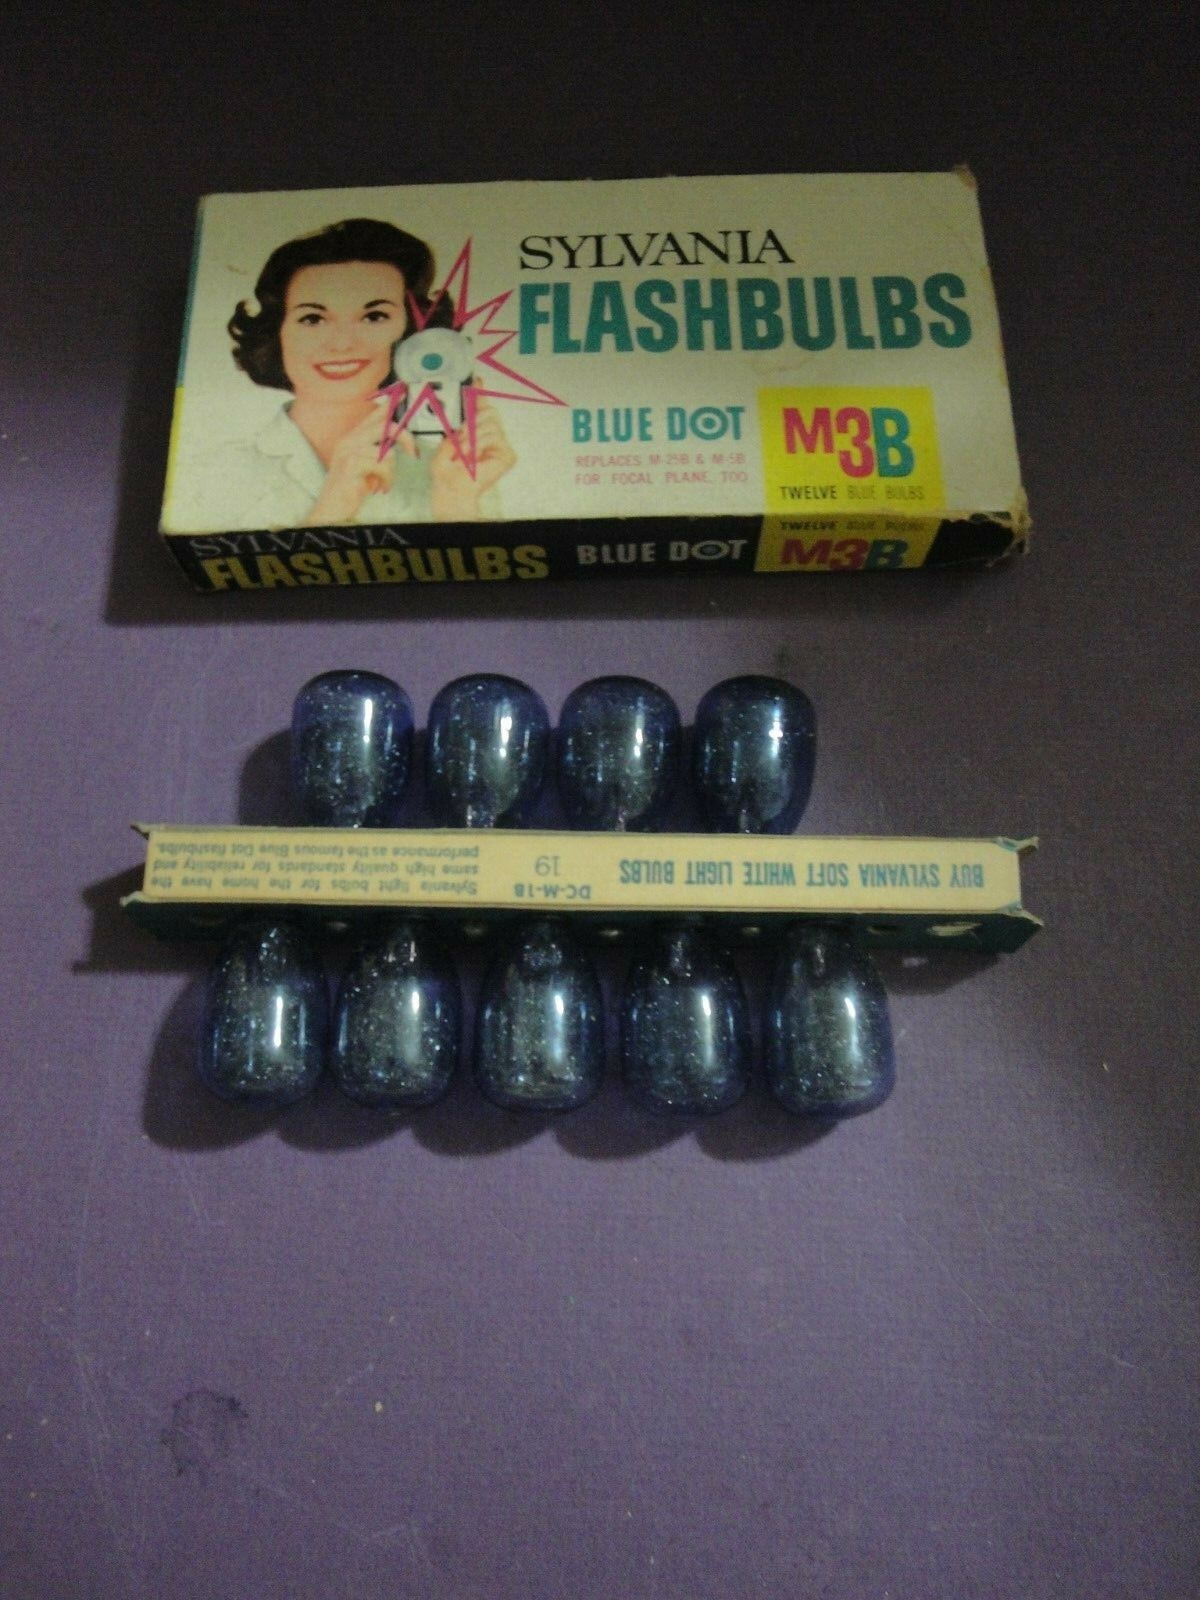 SYLVANIA
FLASHBULBS
BLUE DOT
REPLACES M-25B & M-5B
FOR FOCAL PLANE, TOO
M3B
TWELVE BLUE BULBS
SYLVANIA
FLASHBULBS
BLUE DOT
TWELVE BLUE BULBS
M3B
BUY SYLVANIA SOFT WHITE LIGHT BULBS
DC-M-1B
19
Sylvania light bulbs for the home have the
same high quality standards for reliability and
performance as the famous Blue Dot flashbulbs.